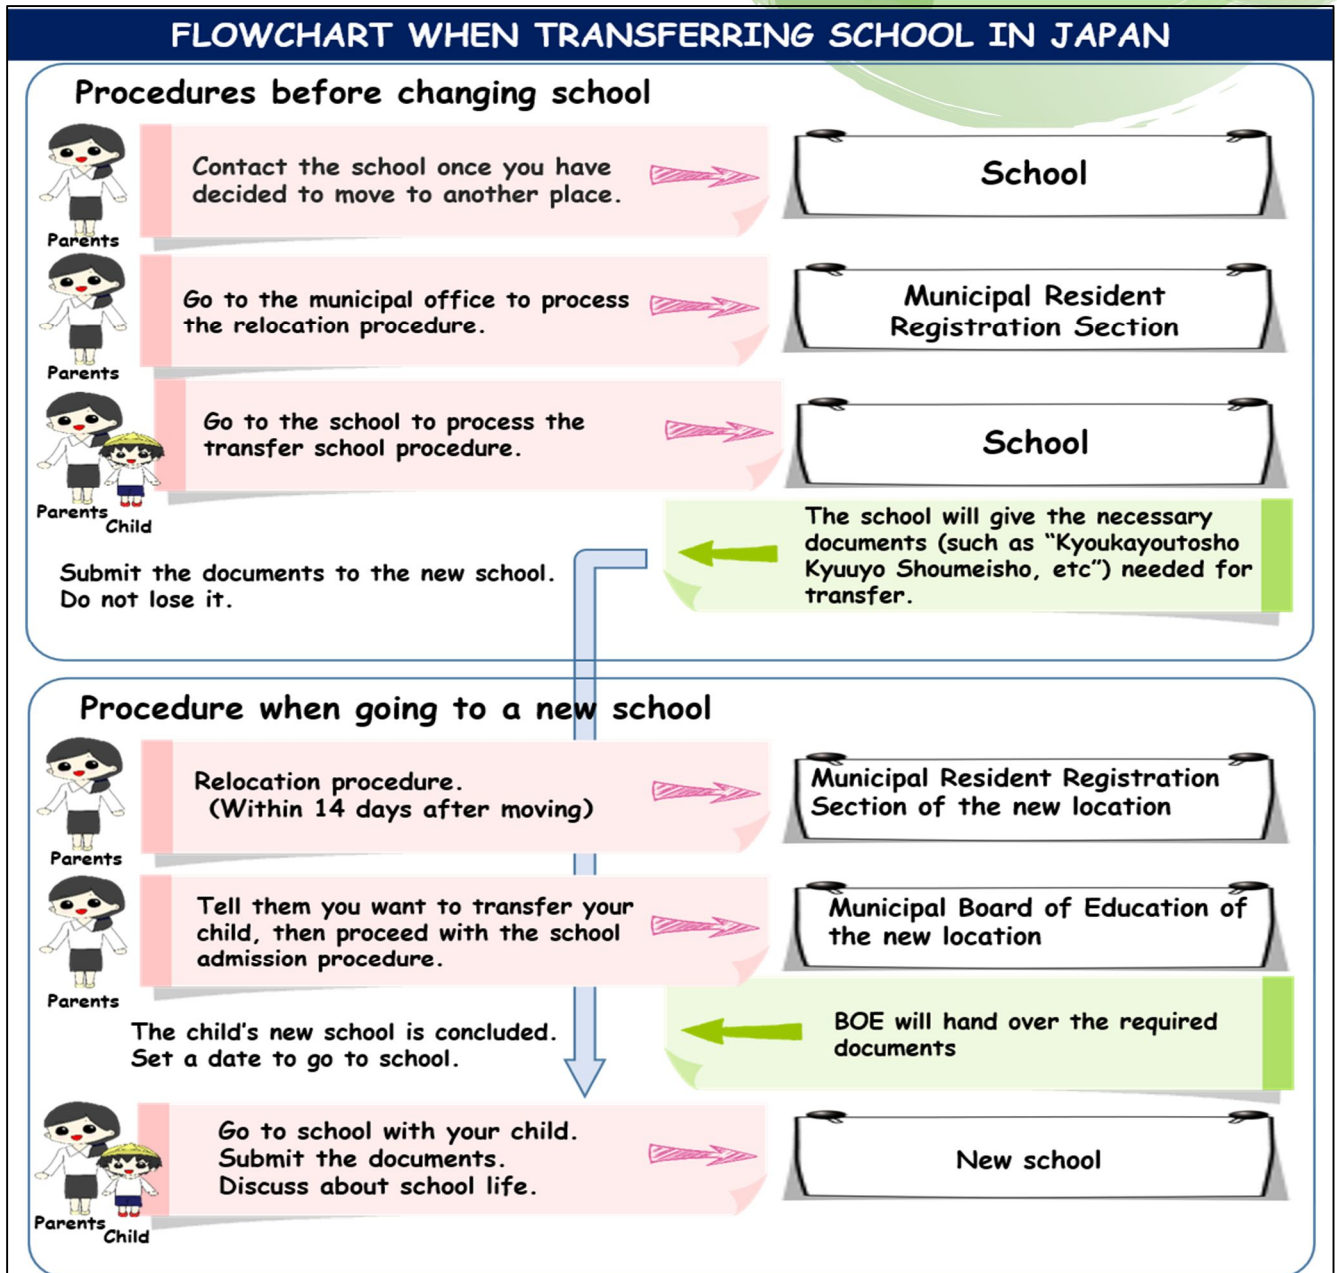 FLOWCHART WHEN TRANSFERRING SCHOOL IN JAPAN
Procedures before changing school
Contact the school once you have
decided to move to another place.
School
Parents
Go to the municipal office to process
the relocation procedure.
Municipal Resident
Registration Section
Parents
Go to the school to process the
transfer school procedure.
School
Parents
Child
The school will give the necessary
documents (such as “Kyoukayoutosho
Kyuuyo Shoumeisho, etc”) needed for
transfer.
Submit the documents to the new school.
Do not lose it.
Procedure when going to a new school
Relocation procedure.
(Within 14 days after moving)
Municipal Resident Registration
Section of the new location
Parents
Tell them you want to transfer your
child, then proceed with the school
admission procedure.
Municipal Board of Education of
the new location
Parents
BOE will hand over the required
documents
The child’s new school is concluded.
Set a date to go to school.
Go to school with your child.
Submit the documents.
Discuss about school life.
New school
Parents
Child